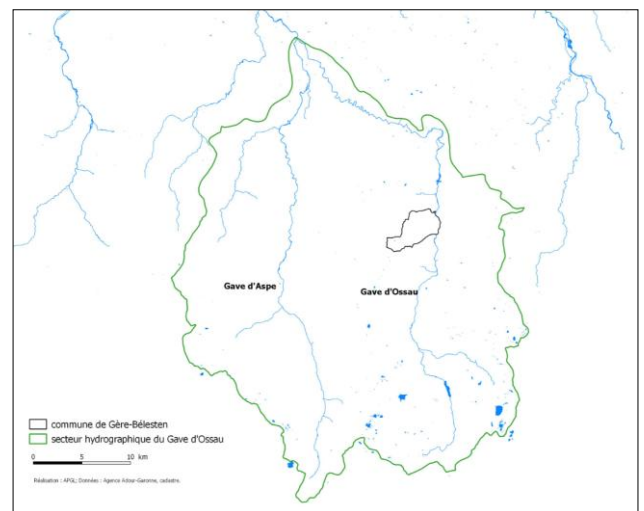 Gave d'Aspe
Gave d'Ossau
commune de Gère-Bélesten
secteur hydrographique du Gave d'Ossau
0 5 10 km
Réalisation : APGL; Données : Agence Adour-Garonne, cadastre.